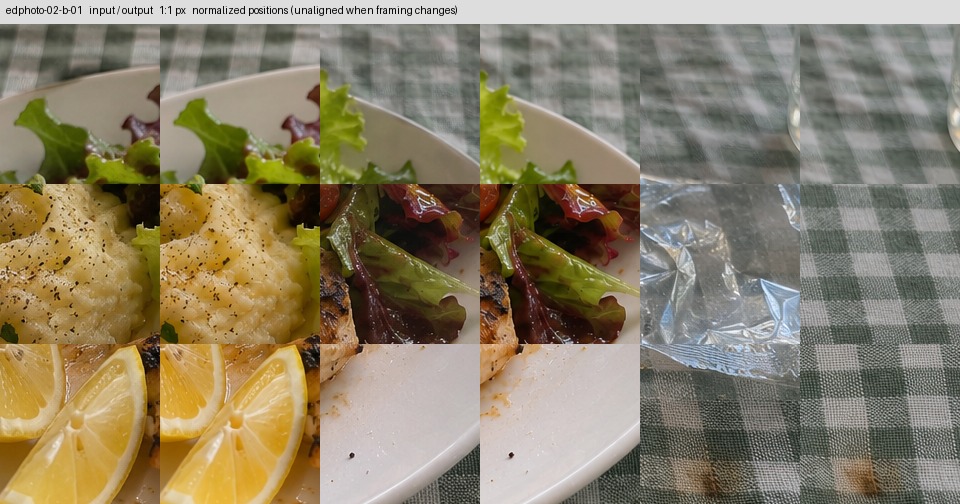 edphoto-02-b-01 input / output 1:1 px normalized positions (unaligned when framing changes)